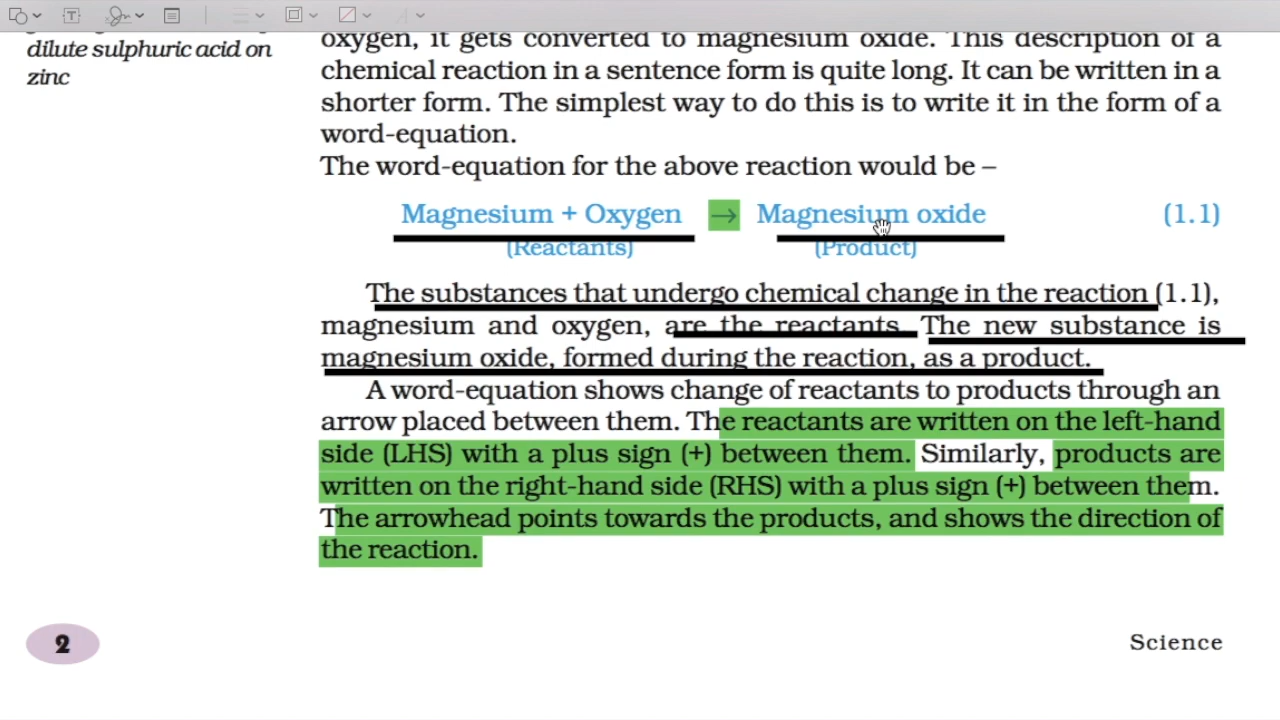 dilute sulphuric acid on
zinc
oxygen, it gets converted to magnesium oxide. This description of a
chemical reaction in a sentence form is quite long. It can be written in a
shorter form. The simplest way to do this is to write it in the form of a
word-equation.
The word-equation for the above reaction would be –
Magnesium + Oxygen → Magnesium oxide (1.1)
(Reactants) (Product)
The substances that undergo chemical change in the reaction (1.1),
magnesium and oxygen, are the reactants. The new substance is
magnesium oxide, formed during the reaction, as a product.
A word-equation shows change of reactants to products through an
arrow placed between them. The reactants are written on the left-hand
side (LHS) with a plus sign (+) between them. Similarly, products are
written on the right-hand side (RHS) with a plus sign (+) between them.
The arrowhead points towards the products, and shows the direction of
the reaction.
2
Science